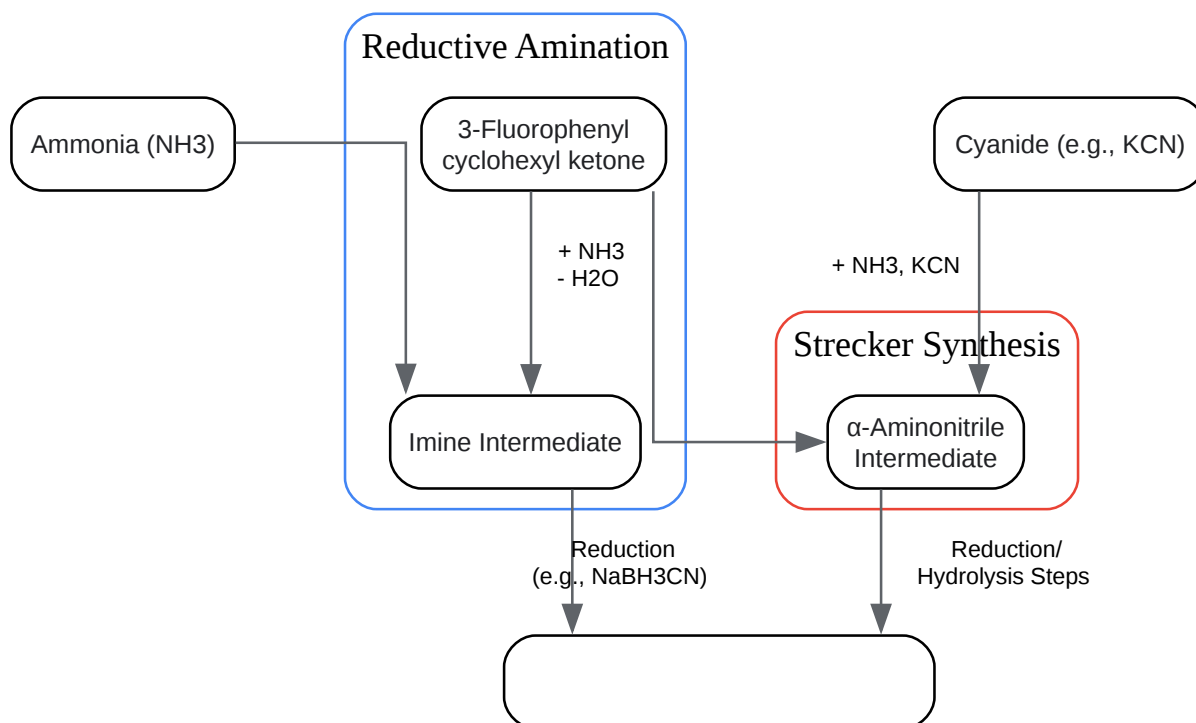 Reductive Amination
Ammonia (NH3)
3-Fluorophenyl
cyclohexyl ketone
Cyanide (e.g., KCN)
+ NH3
- H2O
+ NH3, KCN
Strecker Synthesis
Imine Intermediate
α-Aminonitrile
Intermediate
Reduction
(e.g., NaBH3CN)
Reduction/
Hydrolysis Steps